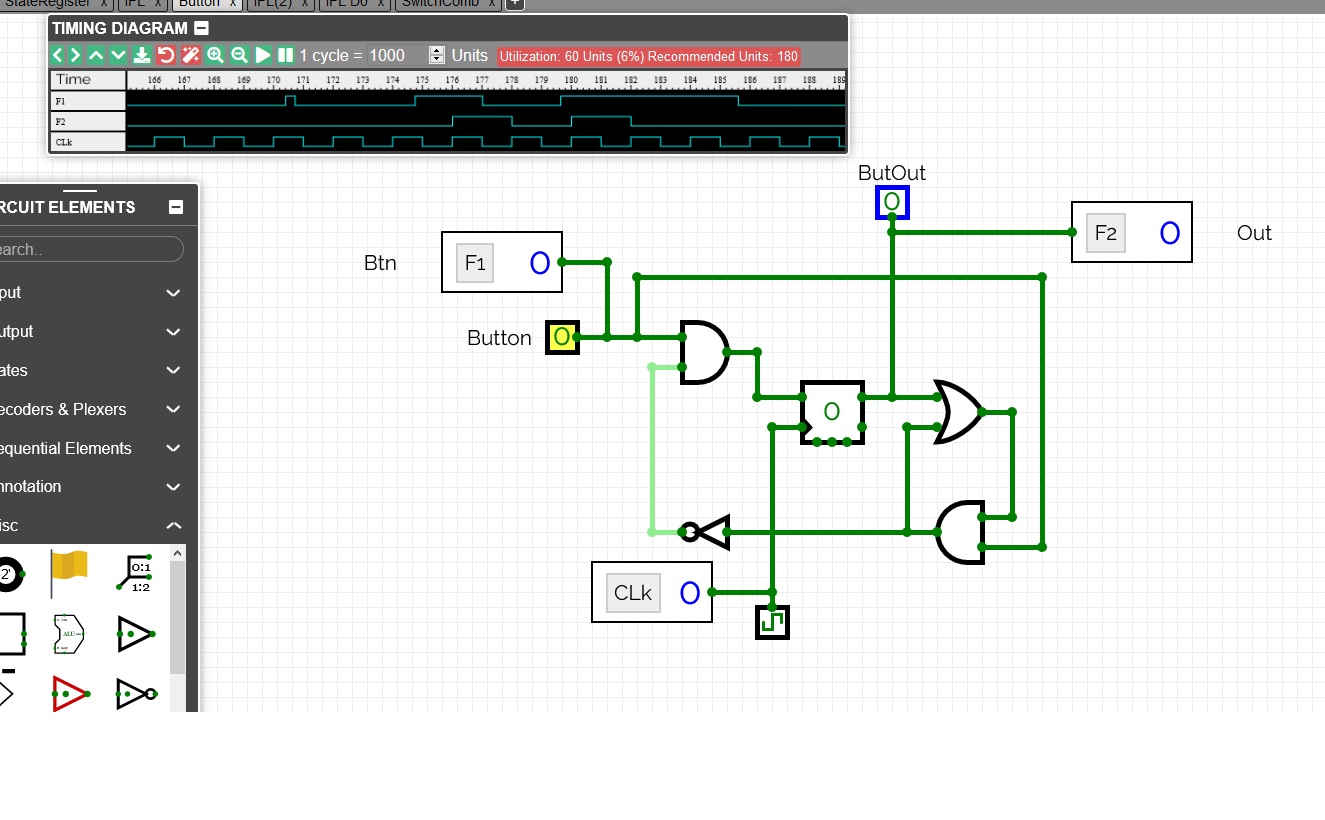 StateRegister x IPL x Button x IPL(2) x IPL D0 x SwitchComb x +
TIMING DIAGRAM
1 cycle = 1000 Units Utilization: 60 Units (6%) Recommended Units: 180
Time 166 167 168 169 170 171 172 173 174 175 176 177 178 179 180 181 182 183 184 185 186 187 188 189
F1
F2
CLk
RCUIT ELEMENTS
earch..
put
utput
ates
ecoders & Plexers
equential Elements
nnotation
isc
2'
0:1
1:2
ALU
ButOut
0
F2 0
Out
Btn
F1 0
Button
0
0
CLk 0